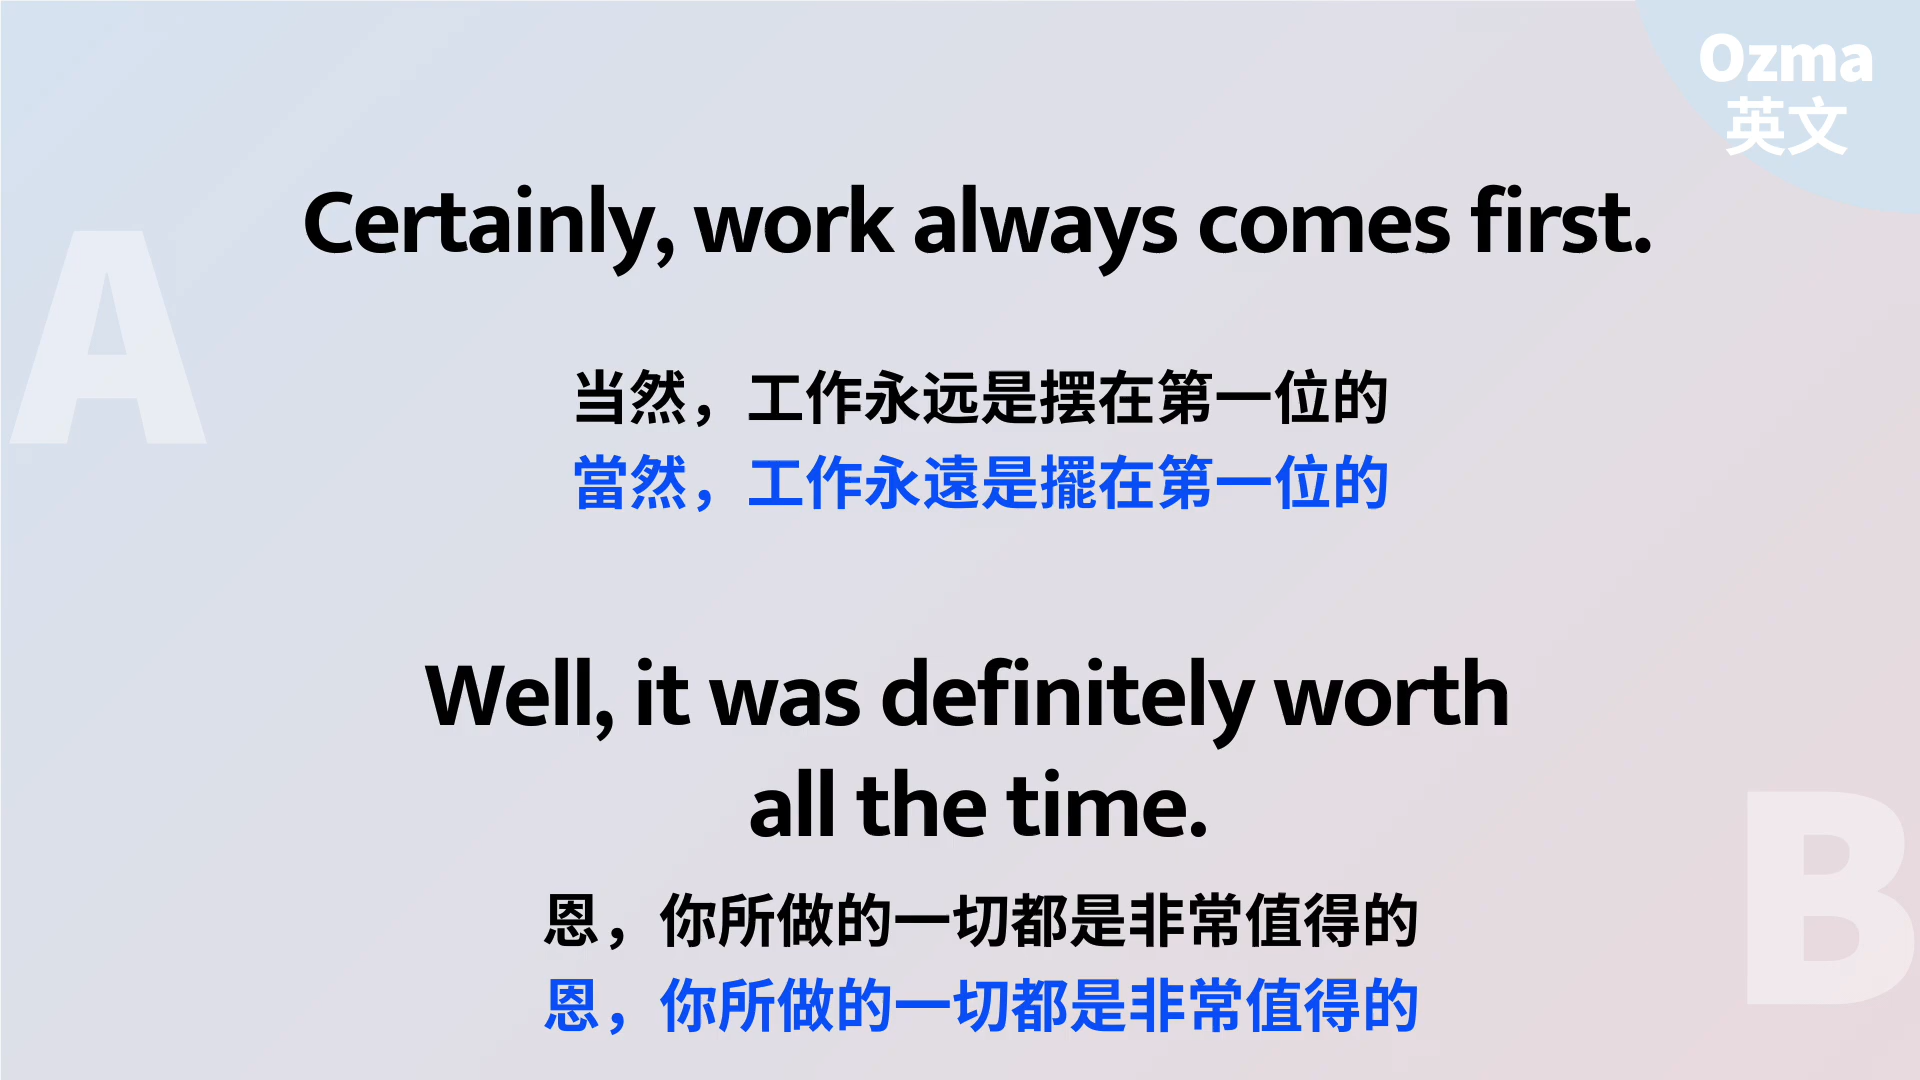 Ozma
英文
A
Certainly, work always comes first.
当然，工作永远是摆在第一位的
當然，工作永遠是擺在第一位的
Well, it was definitely worth
all the time.
B
恩，你所做的一切都是非常值得的
恩，你所做的一切都是非常值得的